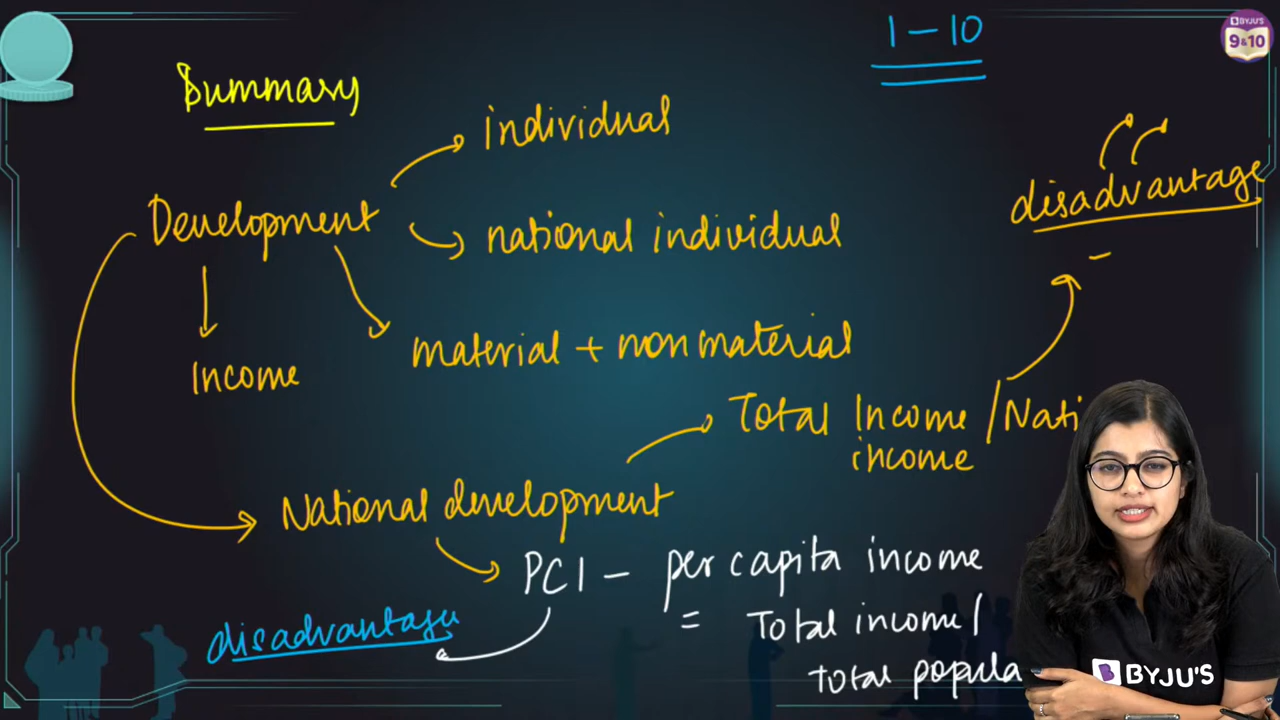 1 – 10
BYJU'S
9&10
Summary
individual
disadvantage
Development
national individual
-
Income
material + non material
Total Income / Nati
income
National development
PCI – per capita income
disadvantage
= Total income /
total popula
BYJU'S